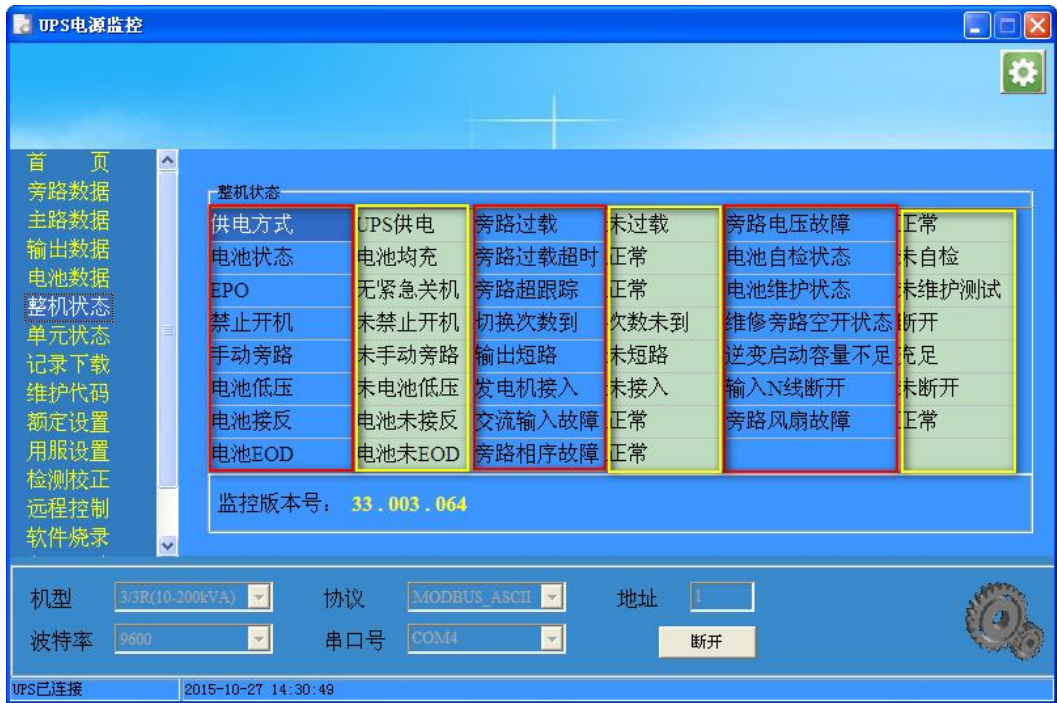 UPS电源监控
首 页
旁路数据
主路数据
输出数据
电池数据
整机状态
单元状态
记录下载
维护代码
额定设置
用服设置
检测校正
远程控制
软件烧录
整机状态
供电方式 UPS供电 旁路过载 未过载 旁路电压故障 正常
电池状态 电池均充 旁路过载超时 正常 电池自检状态 未自检
EPO 无紧急关机 旁路超跟踪 正常 电池维护状态 未维护测试
禁止开机 未禁止开机 切换次数到 次数未到 维修旁路空开状态 断开
手动旁路 未手动旁路 输出短路 未短路 逆变启动容量不足 充足
电池低压 未电池低压 发电机接入 未接入 输入N线断开 未断开
电池接反 电池未接反 交流输入故障 正常 旁路风扇故障 正常
电池EOD 电池未EOD 旁路相序故障 正常
监控版本号： 33 . 003 . 064
机型 3/3R(10-200kVA) 协议 MODBUS_ASCII 地址 1
波特率 9600 串口号 COM4 断开
UPS已连接 2015-10-27 14:30:49